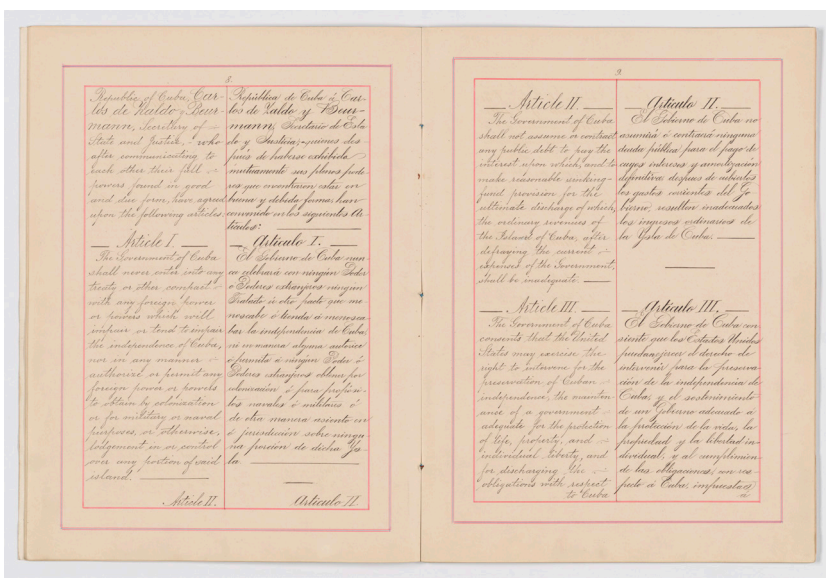 8.
Republic of Cuba, Car-
los de Zaldo y Beur-
mann, Secretary of
State and Justice, who
after communicating to
each other their full
powers found in good
and due form, have agreed
upon the following articles:
Article I.
The Government of Cuba
shall never enter into any
treaty or other compact
with any foreign power
or powers which will
impair or tend to impair
the independence of Cuba,
nor in any manner
authorize or permit any
foreign power or powers
to obtain by colonization
or for military or naval
purposes, or otherwise,
lodgement in or control
over any portion of said
island.
Article II.
República de Cuba á Car-
los de Zaldo y Beur-
mann, Secretario de Esta-
do y Justicia, quienes des-
pués de haberse exhibido
mutuamente sus plenos pode-
res que encontraron estar en
buena y debida forma, han
convenido en los siguientes Ar-
tículos:
Artículo I.
El Gobierno de Cuba nun-
ca celebrará con ningún Poder
o Poderes extranjeros ningún
Tratado ú otro pacto que me-
noscabe ó tienda á menosca-
bar la independencia de Cuba,
ni en manera alguna autorice
ó permita á ningún Poder ó
Poderes extranjeros obtener por
colonización ó para propósi-
tos navales ó militares ó
de otra manera asiento en
ó jurisdicción sobre ningu-
na porción de dicha Ys-
la.
Artículo II
9.
Article II.
The Government of Cuba
shall not assume or contract
any public debt to pay the
interest upon which, and to
make reasonable sinking-
fund provision for the
ultimate discharge of which,
the ordinary revenues of
the Island of Cuba, after
defraying the current
expenses of the Government,
shall be inadequate.
Article III.
The Government of Cuba
consents that the United
States may exercise the
right to intervene for the
preservation of Cuban
independence, the mainten-
ance of a government
adequate for the protection
of life, property, and
individual liberty, and
for discharging the
obligations with respect
to Cuba
Artículo II.
El Gobierno de Cuba no
asumirá ó contraerá ninguna
deuda pública para el pago de
cuyos intereses y amortización
definitiva después de cubiertos
los gastos corrientes del Go-
bierno, resulten inadecuados
los ingresos ordinarios de
la Ysla de Cuba.
Artículo III.
El Gobierno de Cuba con-
siente que los Estados Unidos
puedan ejercer el derecho de
intervenir para la preserva-
ción de la independencia de
Cuba, y el sostenimiento
de un Gobierno adecuado á
la protección de la vida, la
propiedad y la libertad in-
dividual, y al cumplimien-
to de las obligaciones, con res-
pecto á Cuba, impuestas
á